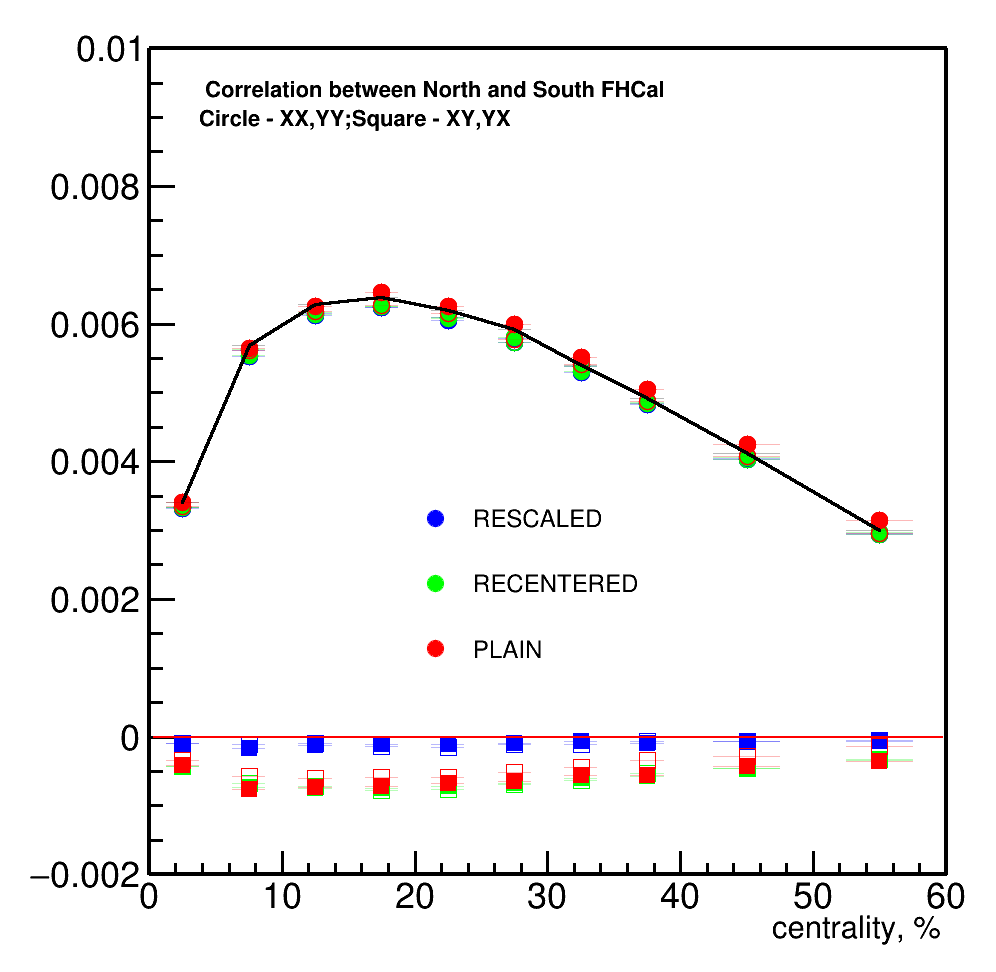 0.01
Correlation between North and South FHCal
Circle - XX,YY;Square - XY,YX
0.008
0.006
0.004
RESCALED
RECENTERED
0.002
PLAIN
0
−0.002
0 10 20 30 40 50 60
centrality, %